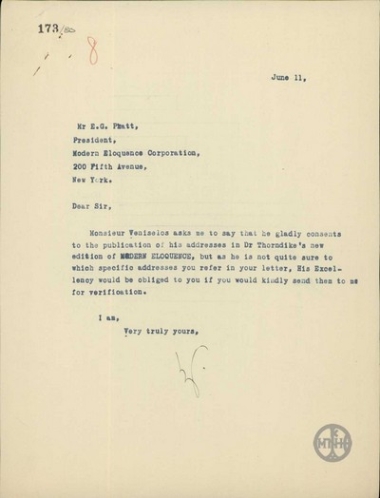 173/
8
June 11,
Mr E.G. Pratt,
President,
Modern Eloquence Corporation,
200 Fifth Avenue,
New York.
Dear Sir,
Monsieur Veniselos asks me to say that he gladly consents
to the publication of his addresses in Dr Thorndike's new
edition of MODERN ELOQUENCE, but as he is not quite sure to
which specific addresses you refer in your letter, His Excel-
lency would be obliged to you if you would kindly send them to me
for verification.
I am,
Very truly yours,